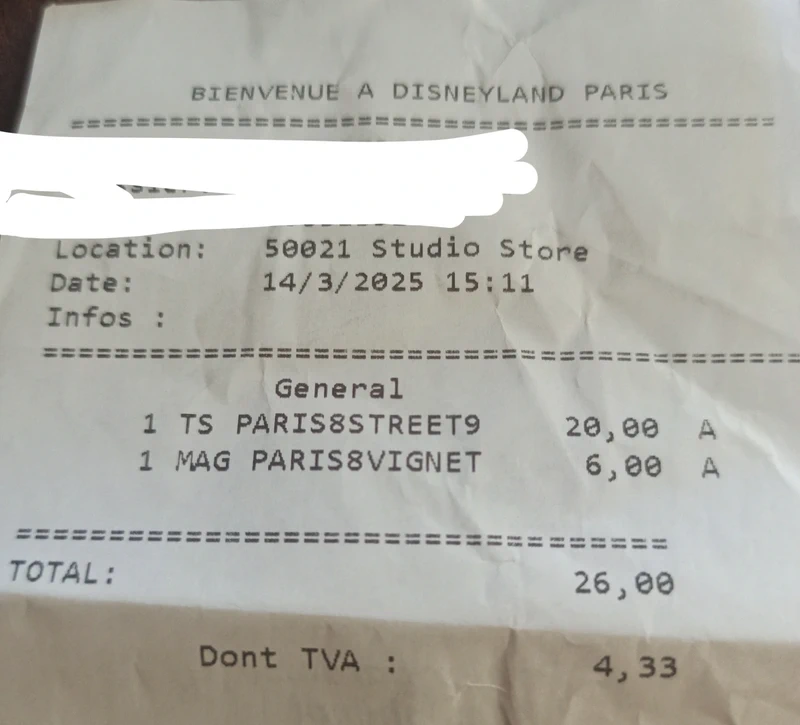 BIENVENUE A DISNEYLAND PARIS
========================================
Location: 50021 Studio Store
Date: 14/3/2025 15:11
Infos :
========================================
General
1 TS PARIS8STREET9 20,00 A
1 MAG PARIS8VIGNET 6,00 A
===================================
TOTAL: 26,00
Dont TVA : 4,33